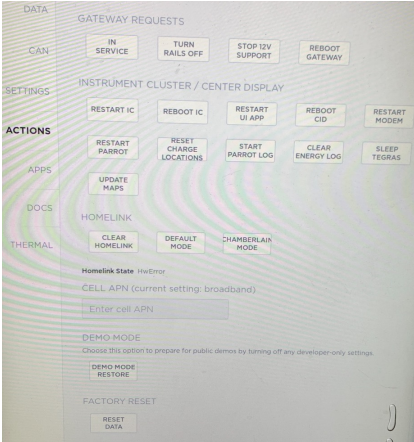 DATA
CAN
SETTINGS
ACTIONS
APPS
DOCS
THERMAL
GATEWAY REQUESTS
IN
SERVICE
TURN
RAILS OFF
STOP 12V
SUPPORT
REBOOT
GATEWAY
INSTRUMENT CLUSTER / CENTER DISPLAY
RESTART IC
REBOOT IC
RESTART
UI APP
REBOOT
CID
RESTART
MODEM
RESTART
PARROT
RESET
CHARGE
LOCATIONS
START
PARROT LOG
CLEAR
ENERGY LOG
SLEEP
TEGRAS
UPDATE
MAPS
HOMELINK
CLEAR
HOMELINK
DEFAULT
MODE
CHAMBERLAIN
MODE
Homelink State HwError
CELL APN (current setting: broadband)
Enter cell APN
DEMO MODE
Choose this option to prepare for public demos by turning off any developer-only settings.
DEMO MODE
RESTORE
FACTORY RESET
RESET
DATA